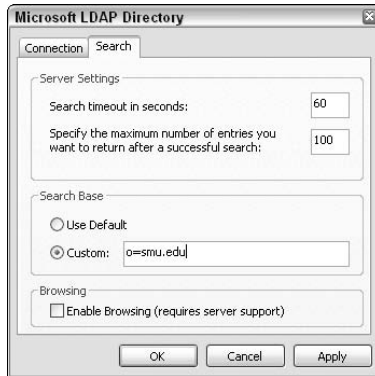 Microsoft LDAP Directory
Connection
Search
Server Settings
Search timeout in seconds:
60
Specify the maximum number of entries you
want to return after a successful search:
100
Search Base
Use Default
Custom:
o=smu.edu
Browsing
Enable Browsing (requires server support)
OK
Cancel
Apply